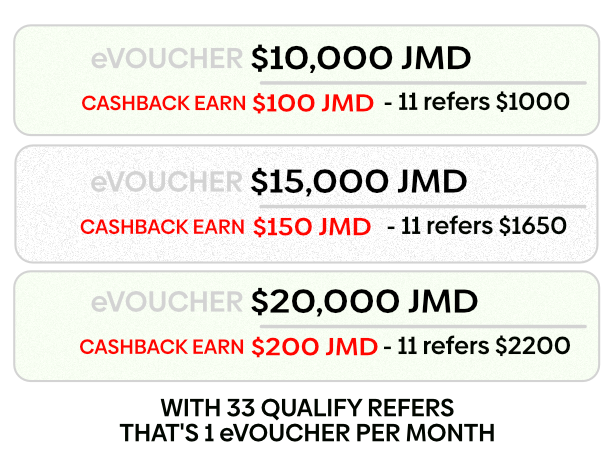 eVOUCHER $10,000 JMD
CASHBACK EARN $100 JMD - 11 refers $1000
eVOUCHER $15,000 JMD
CASHBACK EARN $150 JMD - 11 refers $1650
eVOUCHER $20,000 JMD
CASHBACK EARN $200 JMD - 11 refers $2200
WITH 33 QUALIFY REFERS
THAT'S 1 eVOUCHER PER MONTH